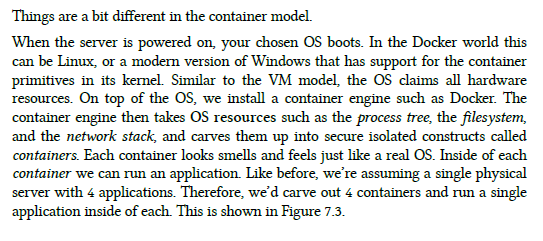 Things are a bit different in the container model.
When the server is powered on, your chosen OS boots. In the Docker world this
can be Linux, or a modern version of Windows that has support for the container
primitives in its kernel. Similar to the VM model, the OS claims all hardware
resources. On top of the OS, we install a container engine such as Docker. The
container engine then takes OS resources such as the process tree, the filesystem,
and the network stack, and carves them up into secure isolated constructs called
containers. Each container looks smells and feels just like a real OS. Inside of each
container we can run an application. Like before, we’re assuming a single physical
server with 4 applications. Therefore, we’d carve out 4 containers and run a single
application inside of each. This is shown in Figure 7.3.